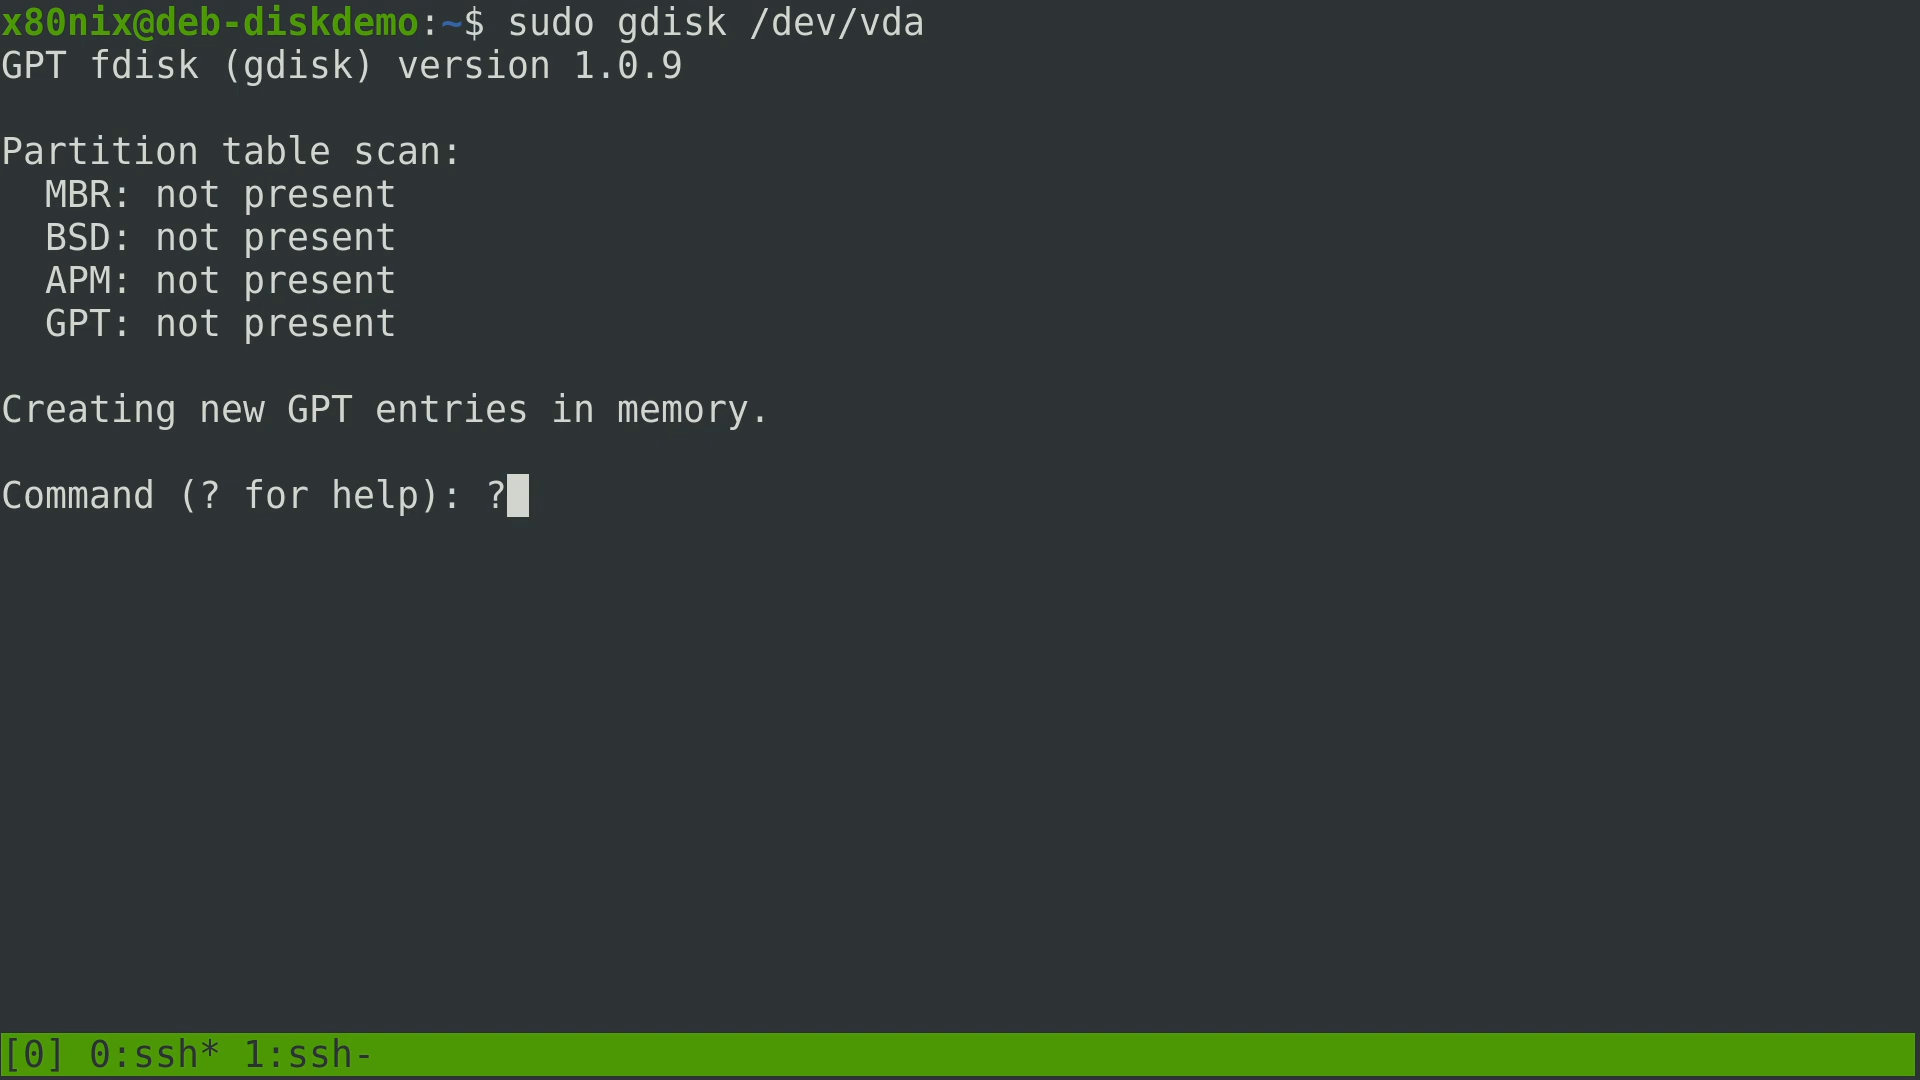 x80nix@deb-diskdemo:~$ sudo gdisk /dev/vda
GPT fdisk (gdisk) version 1.0.9
Partition table scan:
  MBR: not present
  BSD: not present
  APM: not present
  GPT: not present
Creating new GPT entries in memory.
Command (? for help): ?
[0] 0:ssh* 1:ssh-